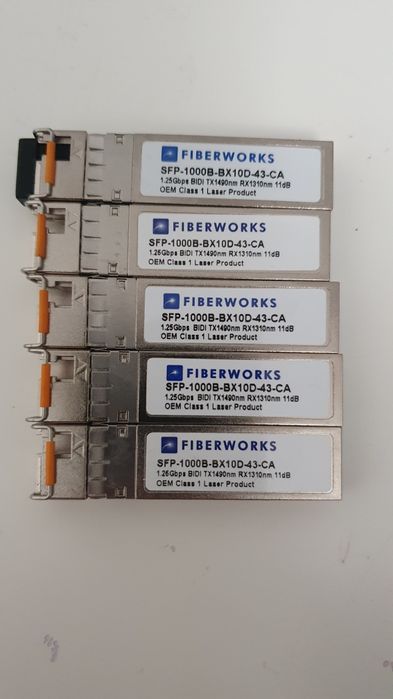 FIBERWORKS
SFP-1000B-BX10D-43-CA
1.25Gbps BIDI TX1490nm RX1310nm 11dB
OEM Class 1 Laser Product
FIBERWORKS
SFP-1000B-BX10D-43-CA
1.25Gbps BIDI TX1490nm RX1310nm 11dB
OEM Class 1 Laser Product
FIBERWORKS
SFP-1000B-BX10D-43-CA
1.25Gbps BIDI TX1490nm RX1310nm 11dB
OEM Class 1 Laser Product
FIBERWORKS
SFP-1000B-BX10D-43-CA
1.25Gbps BIDI TX1490nm RX1310nm 11dB
OEM Class 1 Laser Product
FIBERWORKS
SFP-1000B-BX10D-43-CA
1.25Gbps BIDI TX1490nm RX1310nm 11dB
OEM Class 1 Laser Product